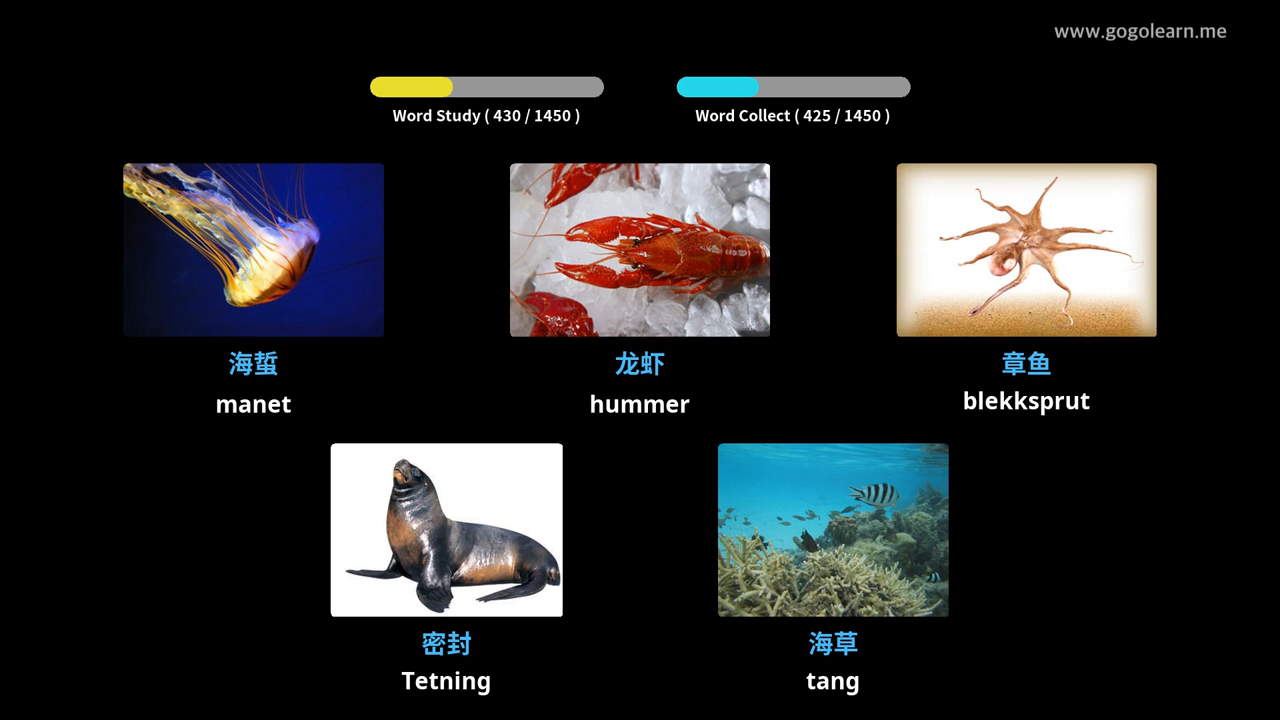 www.gogolearn.me
Word Study ( 430 / 1450 )
Word Collect ( 425 / 1450 )
海蜇
龙虾
章鱼
manet
hummer
blekksprut
密封
海草
Tetning
tang